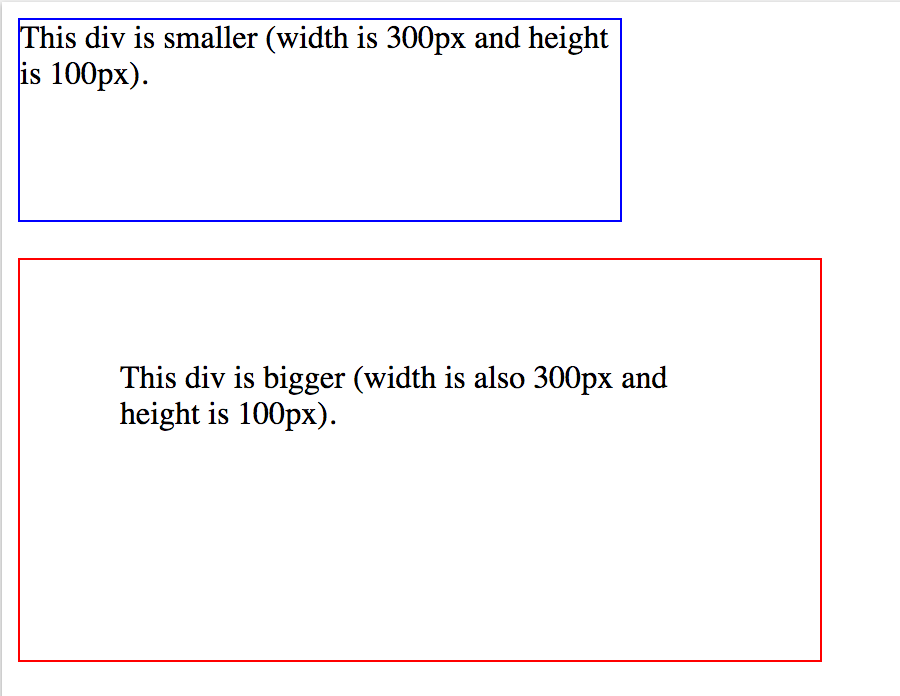 This div is smaller (width is 300px and height
is 100px).
This div is bigger (width is also 300px and
height is 100px).